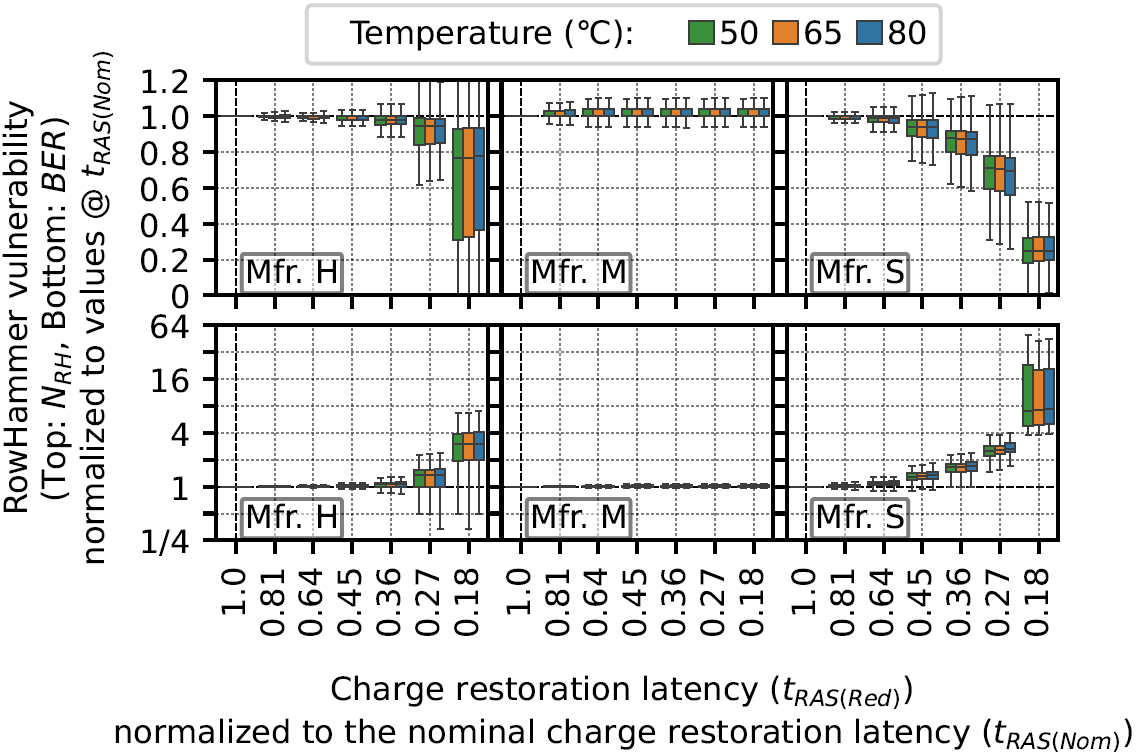 Temperature (°C): 50 65 80
RowHammer vulnerability
(Top: N_RH, Bottom: BER)
normalized to values @ t_RAS(Nom)
1.2
1.0
0.8
0.6
0.4
0.2
0
Mfr. H Mfr. M Mfr. S
64
16
4
1
1/4
Mfr. H Mfr. M Mfr. S
1.0 0.81 0.64 0.45 0.36 0.27 0.18 1.0 0.81 0.64 0.45 0.36 0.27 0.18 1.0 0.81 0.64 0.45 0.36 0.27 0.18
Charge restoration latency (t_RAS(Red))
normalized to the nominal charge restoration latency (t_RAS(Nom))